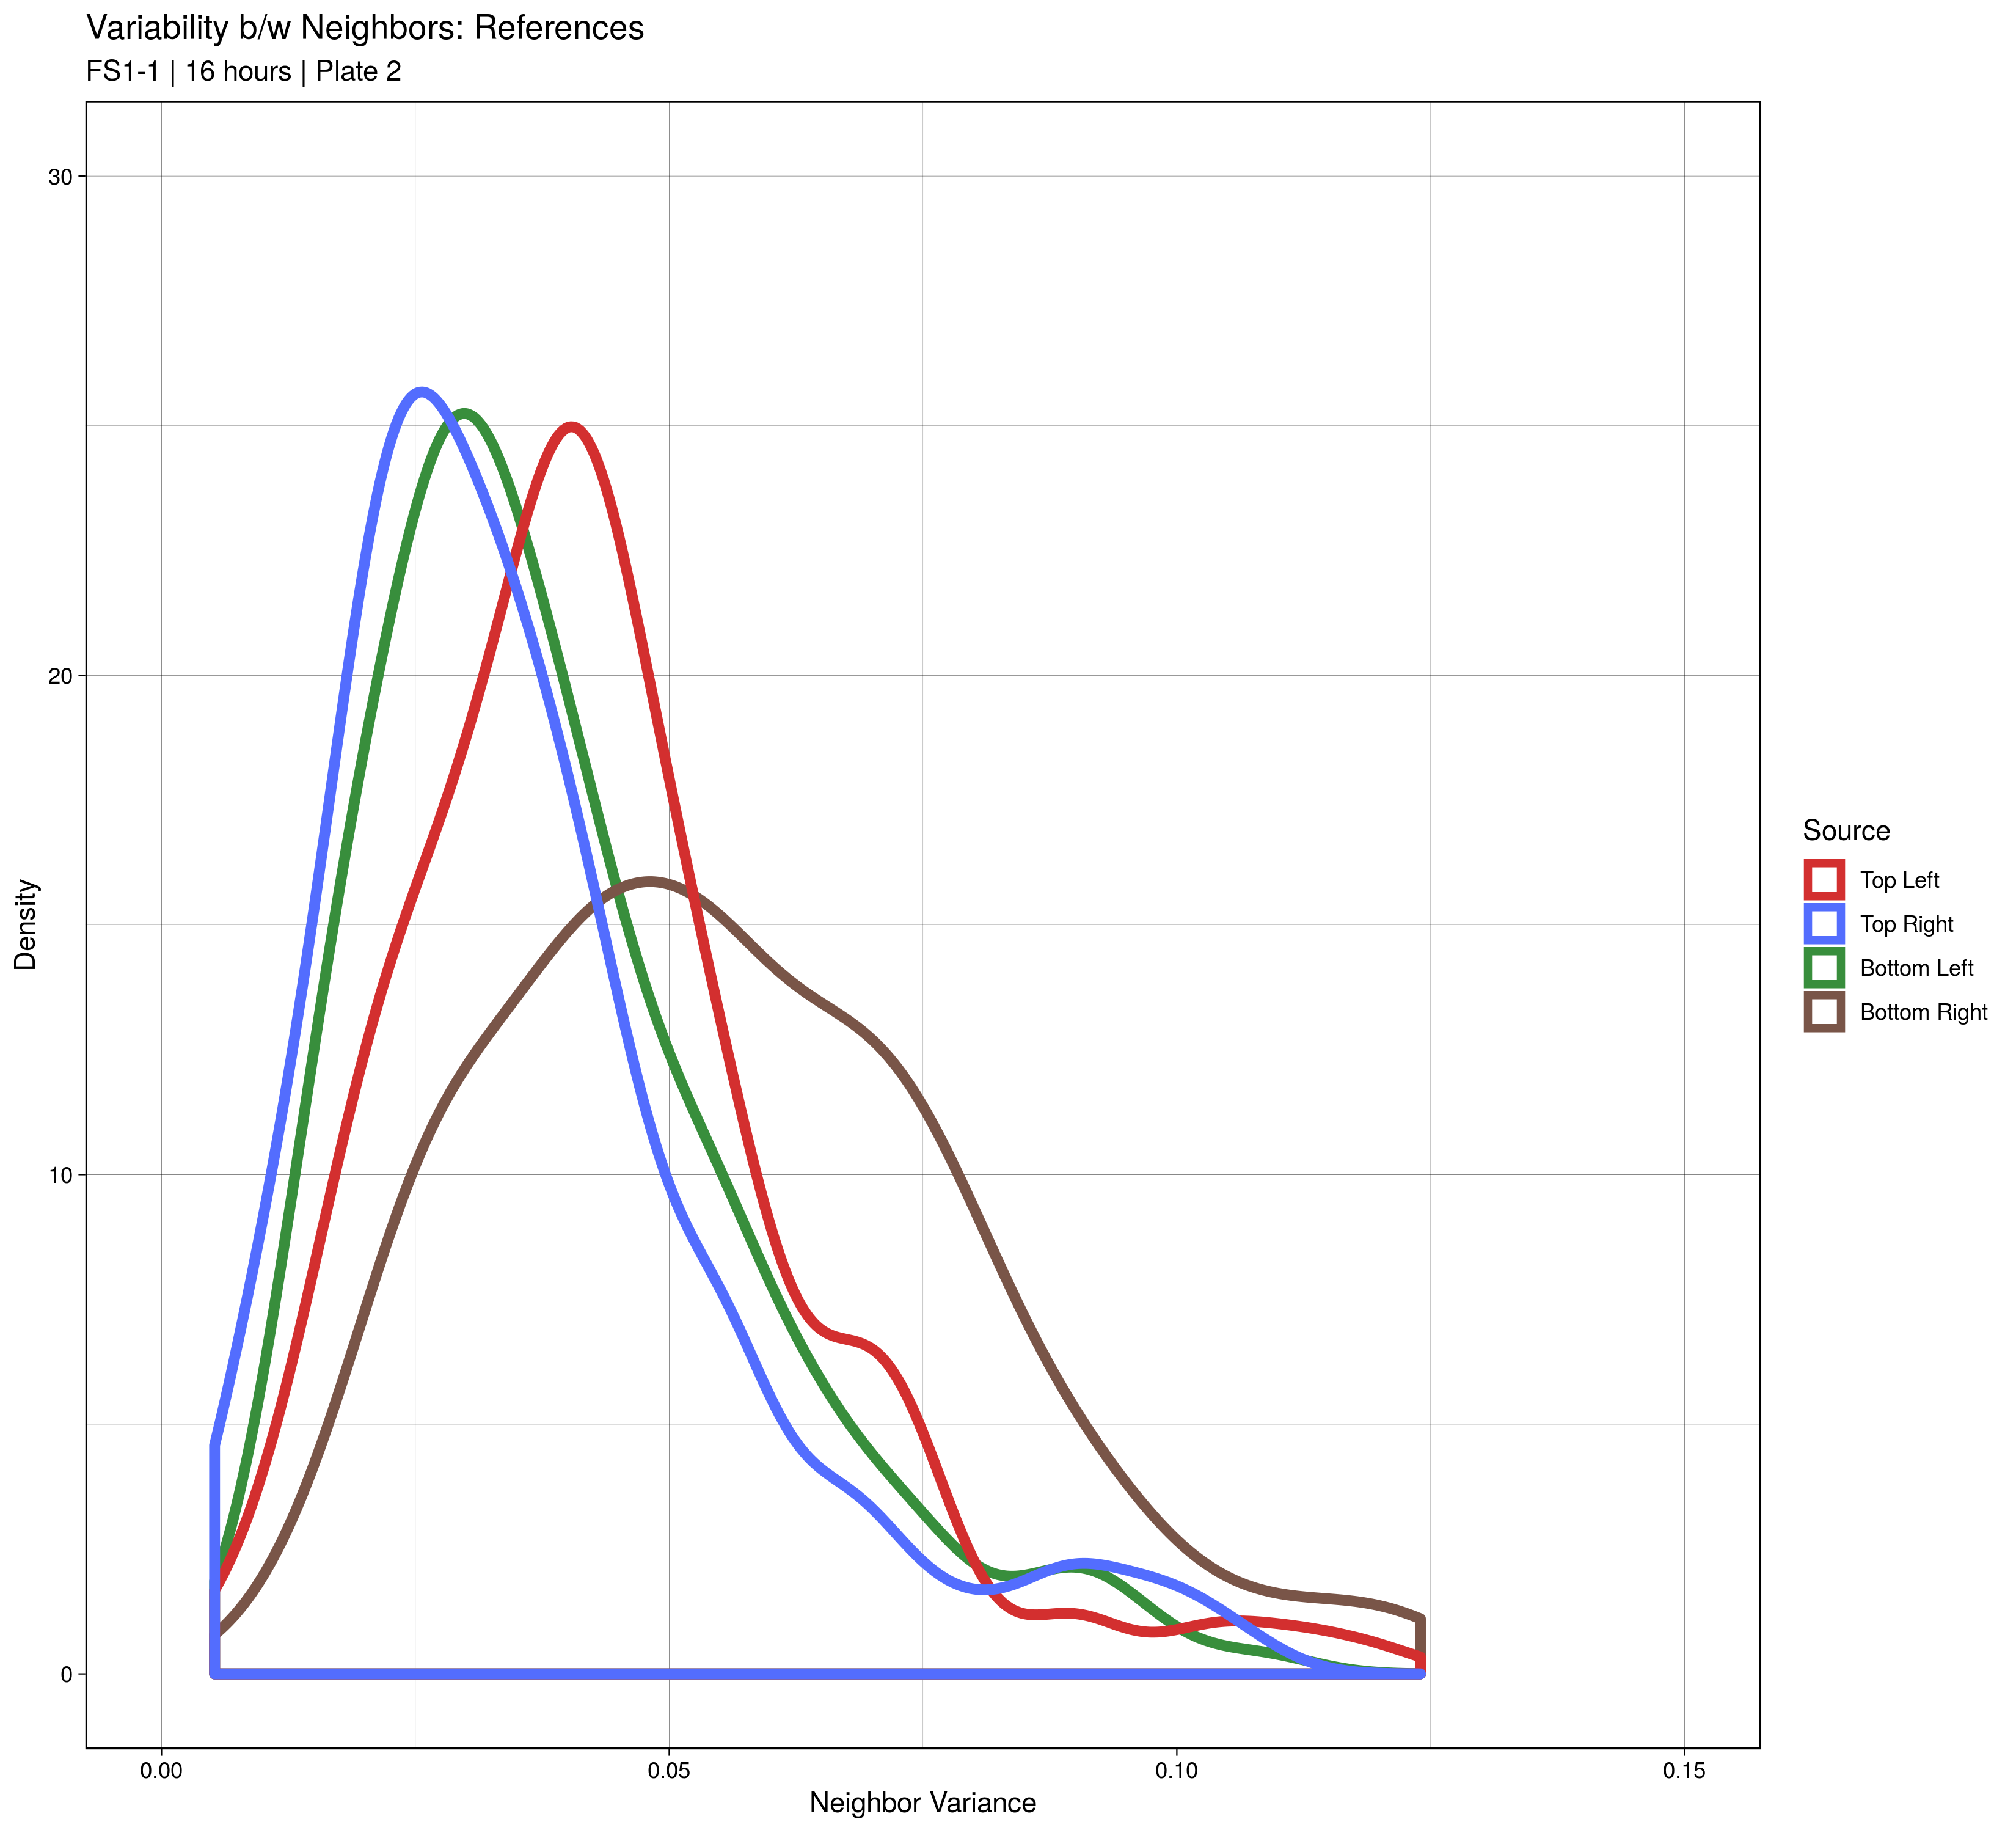 Variability b/w Neighbors: References
FS1-1 | 16 hours | Plate 2
30
20
10
0
Density
0.00
0.05
0.10
0.15
Neighbor Variance
Source
Top Left
Top Right
Bottom Left
Bottom Right